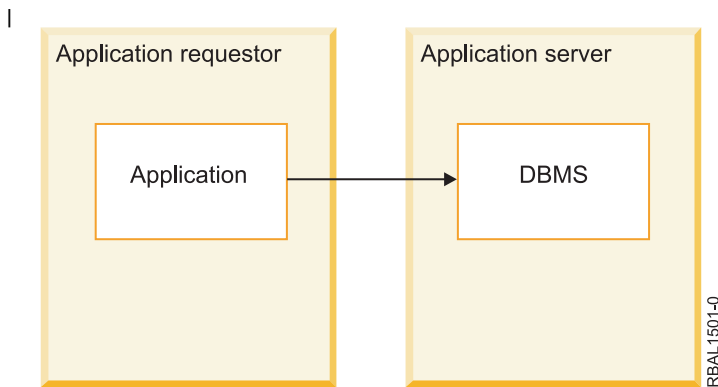 |
Application requestor
Application server
Application
DBMS
RBAL1501-0